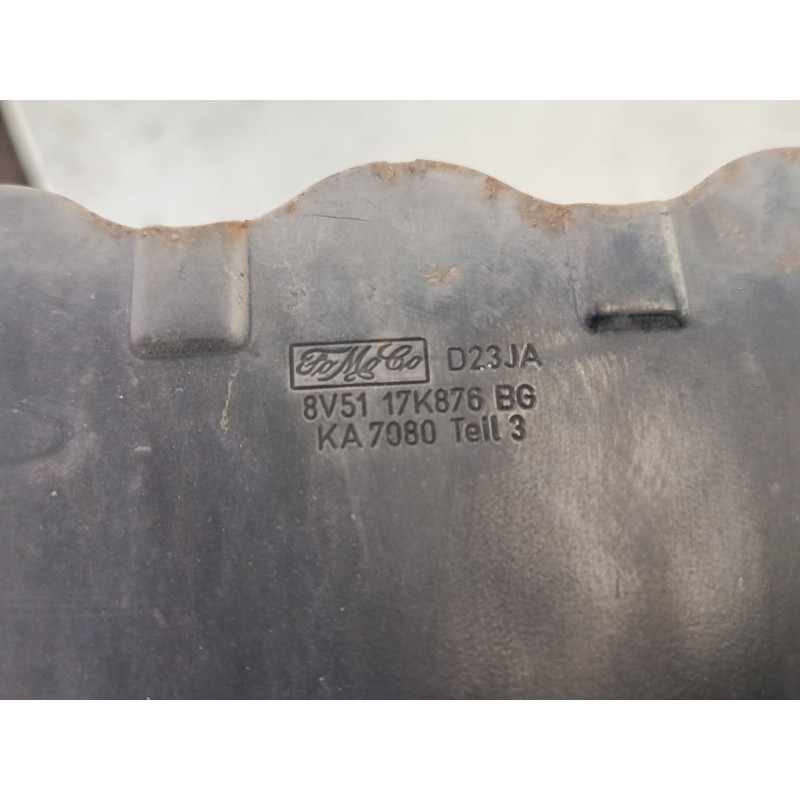 FoMoCo D23JA
8V51 17K876 BG
KA 7080 Teil 3